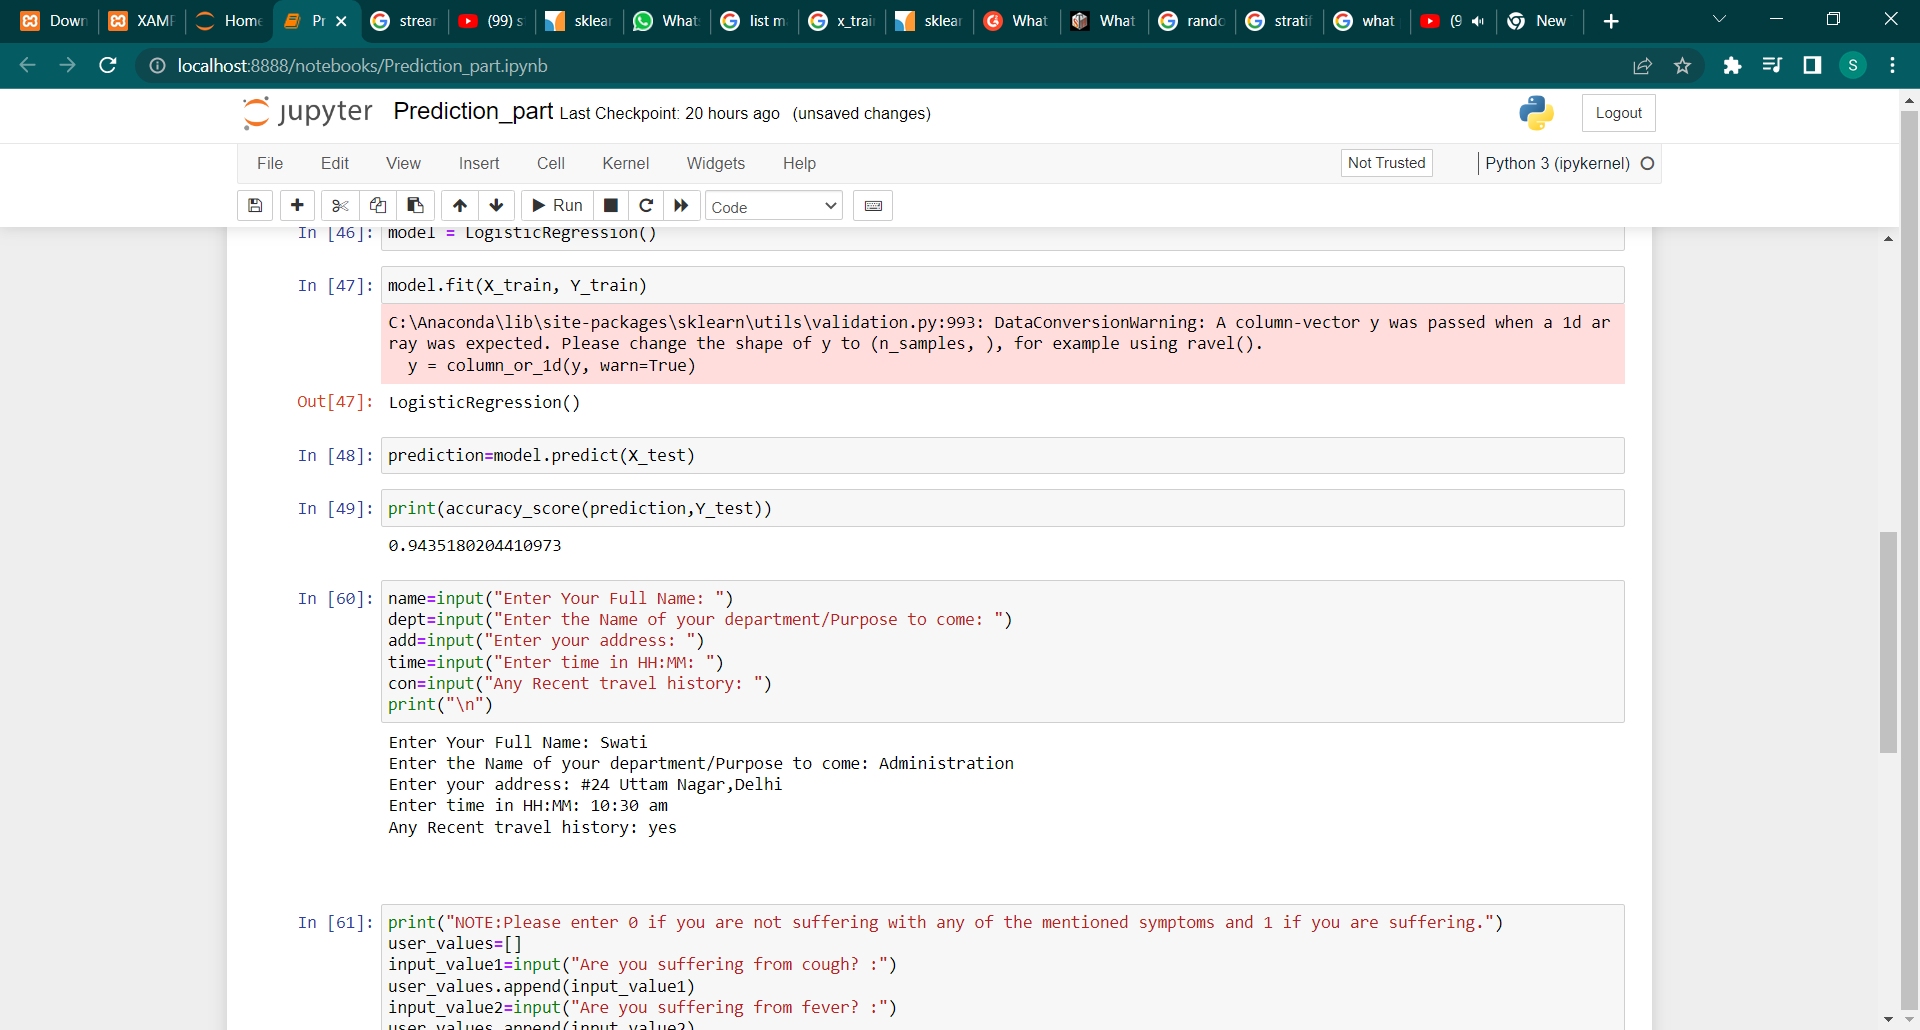 Down XAMF Home Pr strear (99) s sklear What list m x_trai sklear What What rando stratif what (9 New
localhost:8888/notebooks/Prediction_part.ipynb S
jupyter Prediction_part Last Checkpoint: 20 hours ago (unsaved changes) Logout
File Edit View Insert Cell Kernel Widgets Help Not Trusted Python 3 (ipykernel)
Run Code
In [46]: model = LogisticRegression()
In [47]: model.fit(X_train, Y_train)
C:\Anaconda\lib\site-packages\sklearn\utils\validation.py:993: DataConversionWarning: A column-vector y was passed when a 1d ar
ray was expected. Please change the shape of y to (n_samples, ), for example using ravel().
y = column_or_1d(y, warn=True)
Out[47]: LogisticRegression()
In [48]: prediction=model.predict(X_test)
In [49]: print(accuracy_score(prediction,Y_test))
0.9435180204410973
In [60]: name=input("Enter Your Full Name: ")
dept=input("Enter the Name of your department/Purpose to come: ")
add=input("Enter your address: ")
time=input("Enter time in HH:MM: ")
con=input("Any Recent travel history: ")
print("\n")
Enter Your Full Name: Swati
Enter the Name of your department/Purpose to come: Administration
Enter your address: #24 Uttam Nagar,Delhi
Enter time in HH:MM: 10:30 am
Any Recent travel history: yes
In [61]: print("NOTE:Please enter 0 if you are not suffering with any of the mentioned symptoms and 1 if you are suffering.")
user_values=[]
input_value1=input("Are you suffering from cough? :")
user_values.append(input_value1)
input_value2=input("Are you suffering from fever? :")
user_values.append(input_value2)